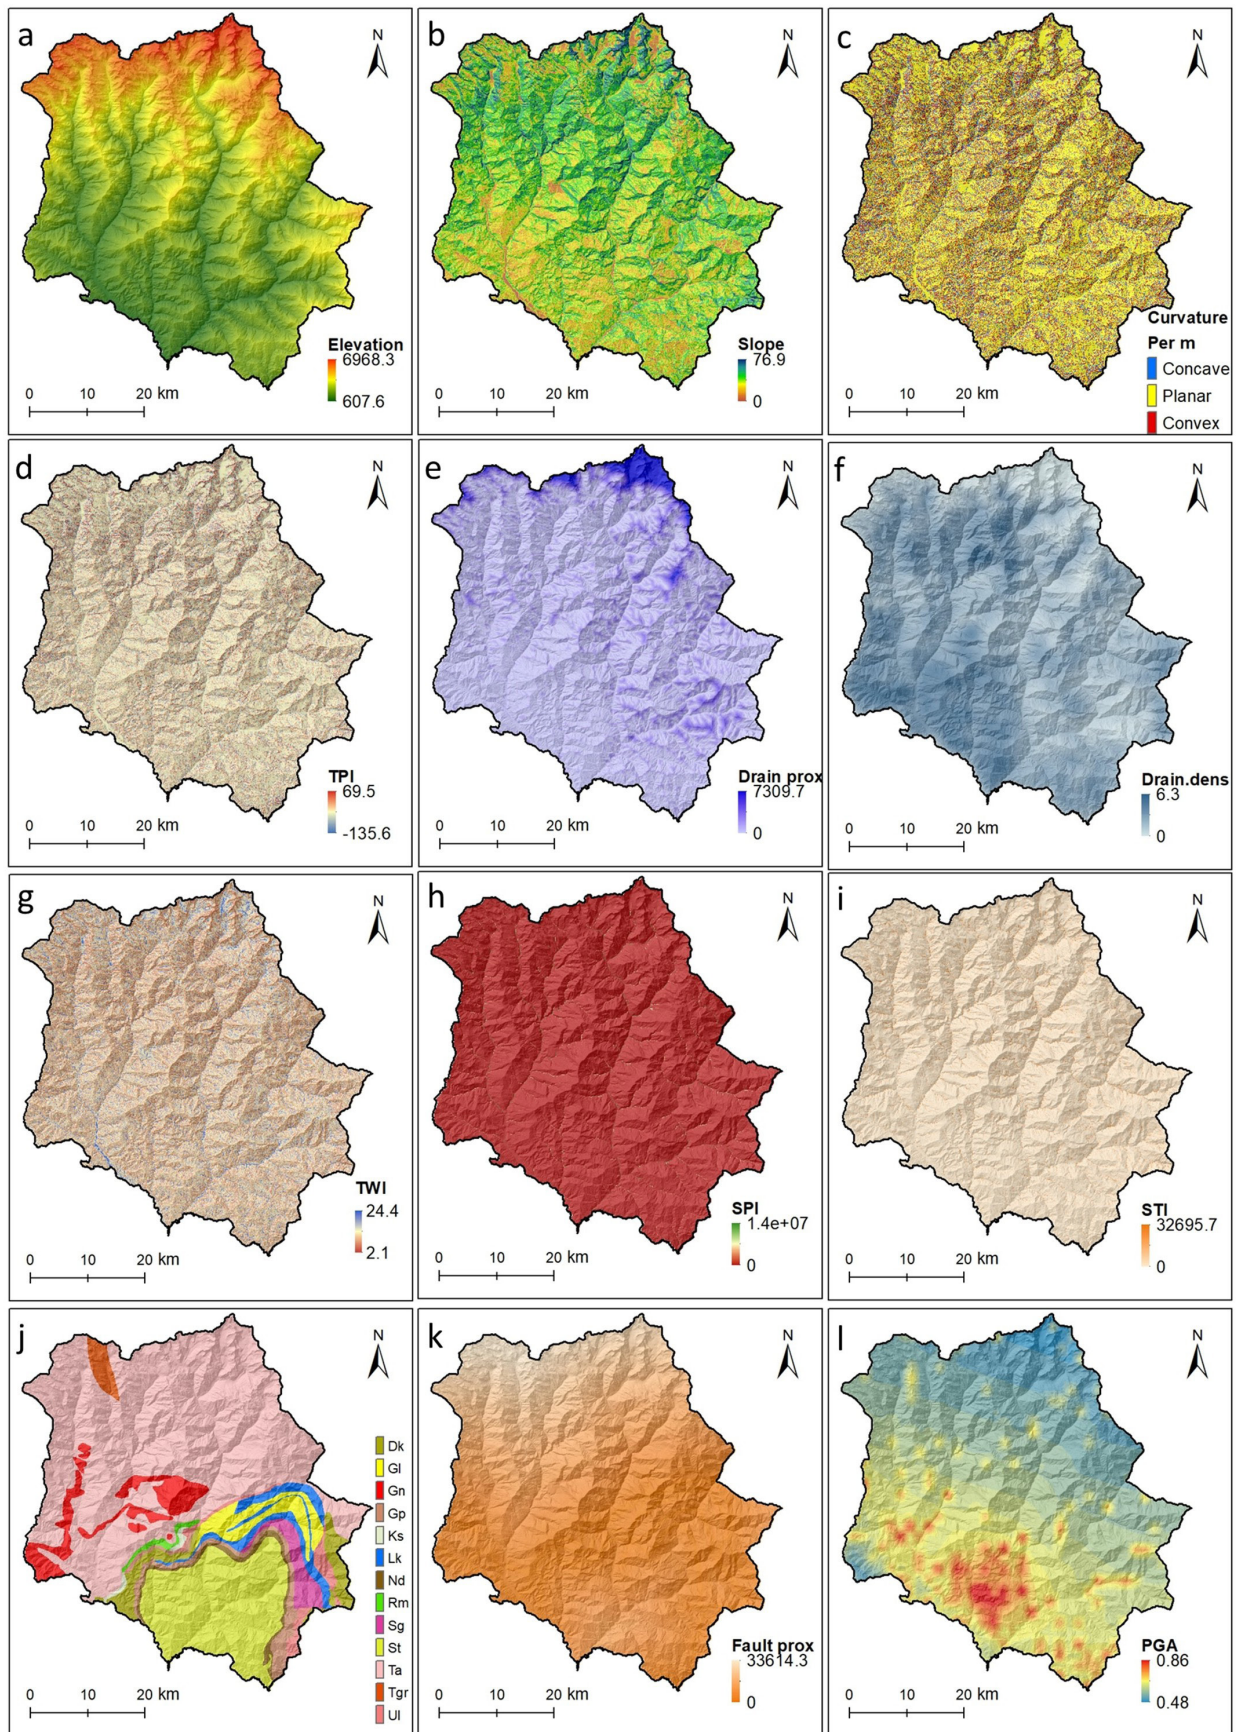 a
N
Elevation
6968.3
607.6
0 10 20 km
b
N
Slope
76.9
0
0 10 20 km
c
N
Curvature
Per m
Concave
Planar
Convex
0 10 20 km
d
N
TPI
69.5
-135.6
0 10 20 km
e
N
Drain prox
7309.7
0
0 10 20 km
f
N
Drain.dens
6.3
0
0 10 20 km
g
N
TWI
24.4
2.1
0 10 20 km
h
N
SPI
1.4e+07
0
0 10 20 km
i
N
STI
32695.7
0
0 10 20 km
j
N
Dk
Gl
Gn
Gp
Ks
Lk
Nd
Rm
Sg
St
Ta
Tgr
Ul
0 10 20 km
k
N
Fault prox
33614.3
0
0 10 20 km
l
N
PGA
0.86
0.48
0 10 20 km